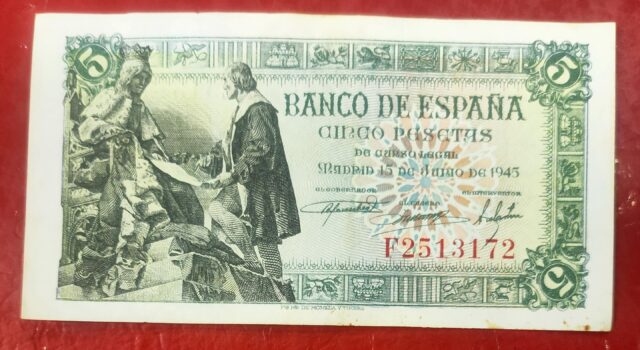 5 5
BANCO DE ESPAÑA
CINCO PESETAS
DE CURSO LEGAL
MADRID 15 DE JUNIO DE 1945
EL GOBERNADOR EL INTERVENTOR
EL CAJERO
F2513172
5